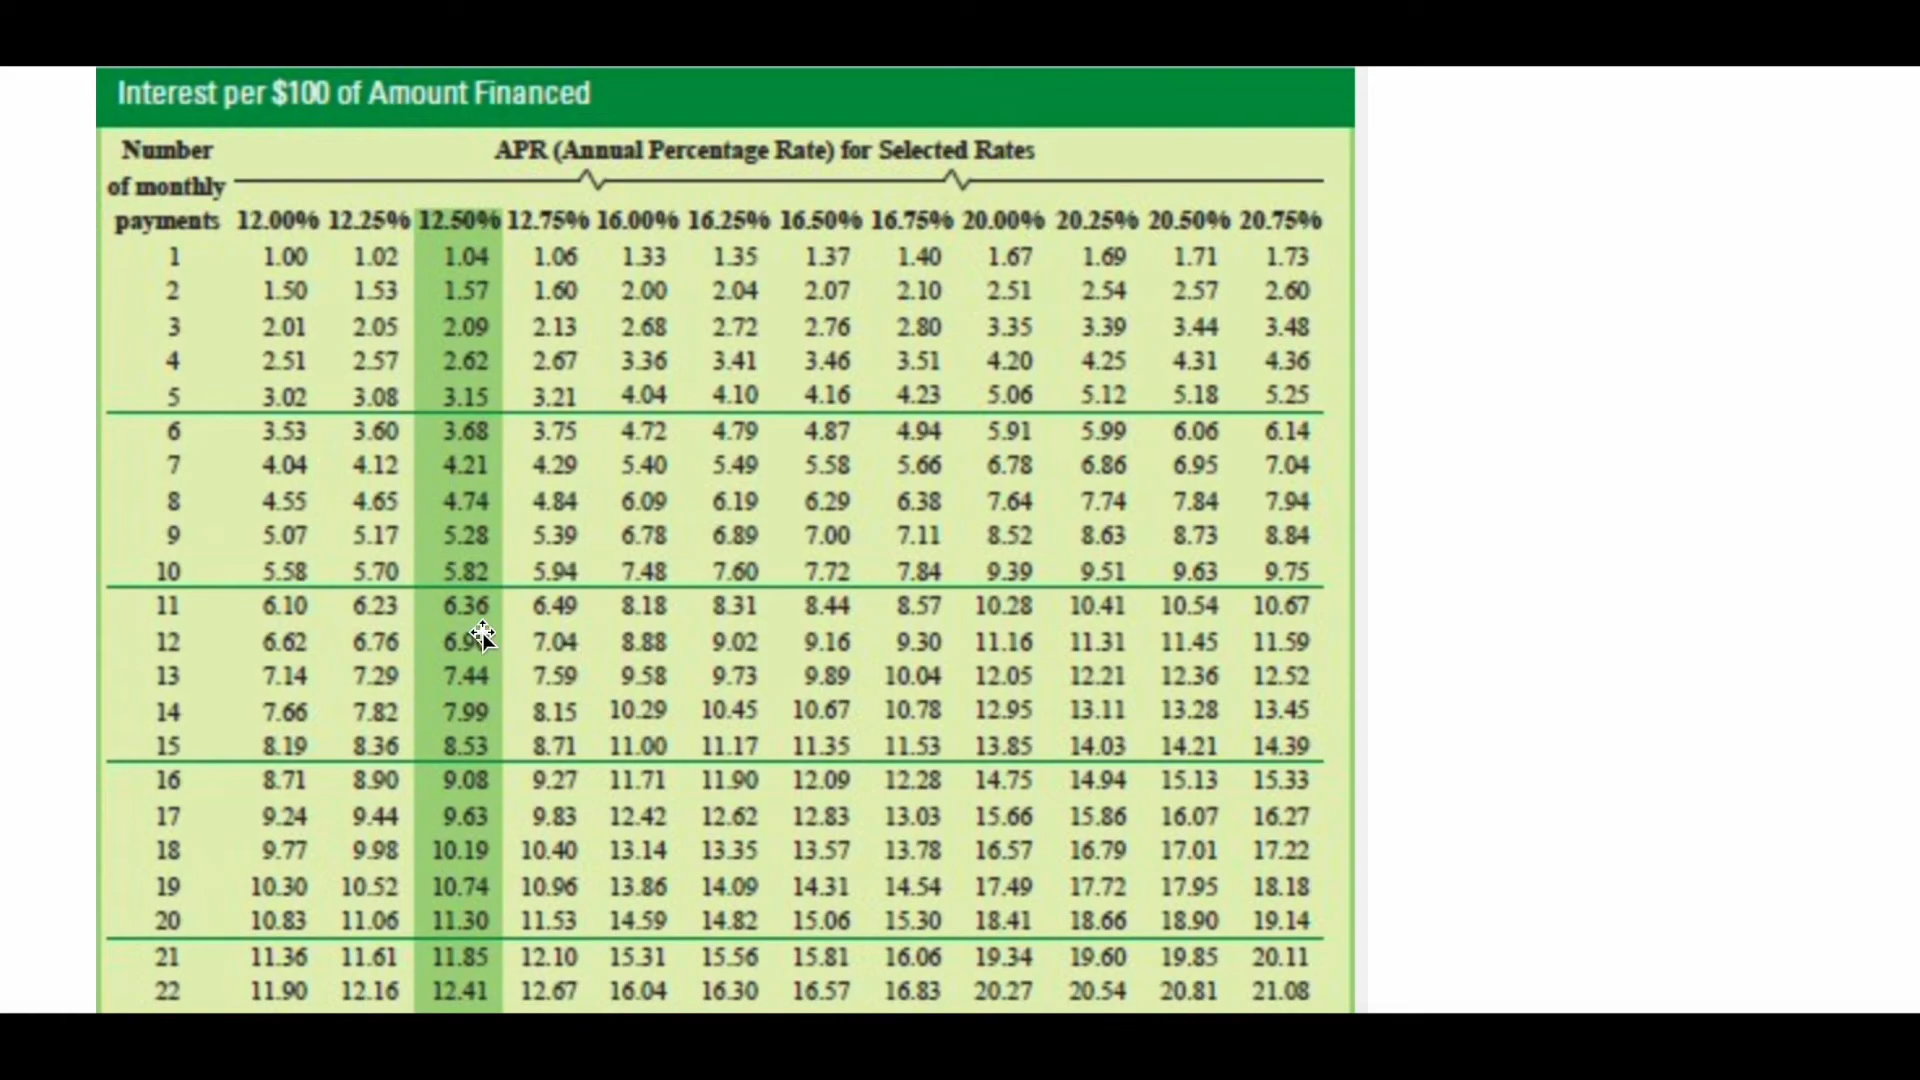 Interest per $100 of Amount Financed
Number APR (Annual Percentage Rate) for Selected Rates
of monthly
payments 12.00% 12.25% 12.50% 12.75% 16.00% 16.25% 16.50% 16.75% 20.00% 20.25% 20.50% 20.75%
1 1.00 1.02 1.04 1.06 1.33 1.35 1.37 1.40 1.67 1.69 1.71 1.73
2 1.50 1.53 1.57 1.60 2.00 2.04 2.07 2.10 2.51 2.54 2.57 2.60
3 2.01 2.05 2.09 2.13 2.68 2.72 2.76 2.80 3.35 3.39 3.44 3.48
4 2.51 2.57 2.62 2.67 3.36 3.41 3.46 3.51 4.20 4.25 4.31 4.36
5 3.02 3.08 3.15 3.21 4.04 4.10 4.16 4.23 5.06 5.12 5.18 5.25
6 3.53 3.60 3.68 3.75 4.72 4.79 4.87 4.94 5.91 5.99 6.06 6.14
7 4.04 4.12 4.21 4.29 5.40 5.49 5.58 5.66 6.78 6.86 6.95 7.04
8 4.55 4.65 4.74 4.84 6.09 6.19 6.29 6.38 7.64 7.74 7.84 7.94
9 5.07 5.17 5.28 5.39 6.78 6.89 7.00 7.11 8.52 8.63 8.73 8.84
10 5.58 5.70 5.82 5.94 7.48 7.60 7.72 7.84 9.39 9.51 9.63 9.75
11 6.10 6.23 6.36 6.49 8.18 8.31 8.44 8.57 10.28 10.41 10.54 10.67
12 6.62 6.76 7.04 8.88 9.02 9.16 9.30 11.16 11.31 11.45 11.59
13 7.14 7.29 7.44 7.59 9.58 9.73 9.89 10.04 12.05 12.21 12.36 12.52
14 7.66 7.82 7.99 8.15 10.29 10.45 10.67 10.78 12.95 13.11 13.28 13.45
15 8.19 8.36 8.53 8.71 11.00 11.17 11.35 11.53 13.85 14.03 14.21 14.39
16 8.71 8.90 9.08 9.27 11.71 11.90 12.09 12.28 14.75 14.94 15.13 15.33
17 9.24 9.44 9.63 9.83 12.42 12.62 12.83 13.03 15.66 15.86 16.07 16.27
18 9.77 9.98 10.19 10.40 13.14 13.35 13.57 13.78 16.57 16.79 17.01 17.22
19 10.30 10.52 10.74 10.96 13.86 14.09 14.31 14.54 17.49 17.72 17.95 18.18
20 10.83 11.06 11.30 11.53 14.59 14.82 15.06 15.30 18.41 18.66 18.90 19.14
21 11.36 11.61 11.85 12.10 15.31 15.56 15.81 16.06 19.34 19.60 19.85 20.11
22 11.90 12.16 12.41 12.67 16.04 16.30 16.57 16.83 20.27 20.54 20.81 21.08